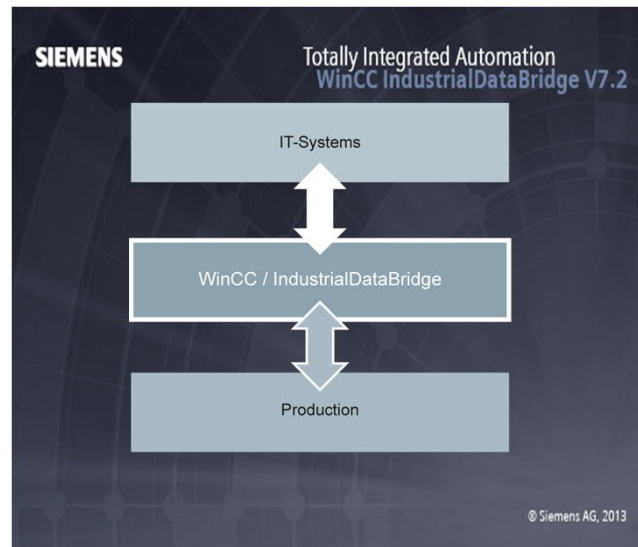 SIEMENS
Totally Integrated Automation
WinCC IndustrialDataBridge V7.2
IT-Systems
WinCC / IndustrialDataBridge
Production
© Siemens AG, 2013